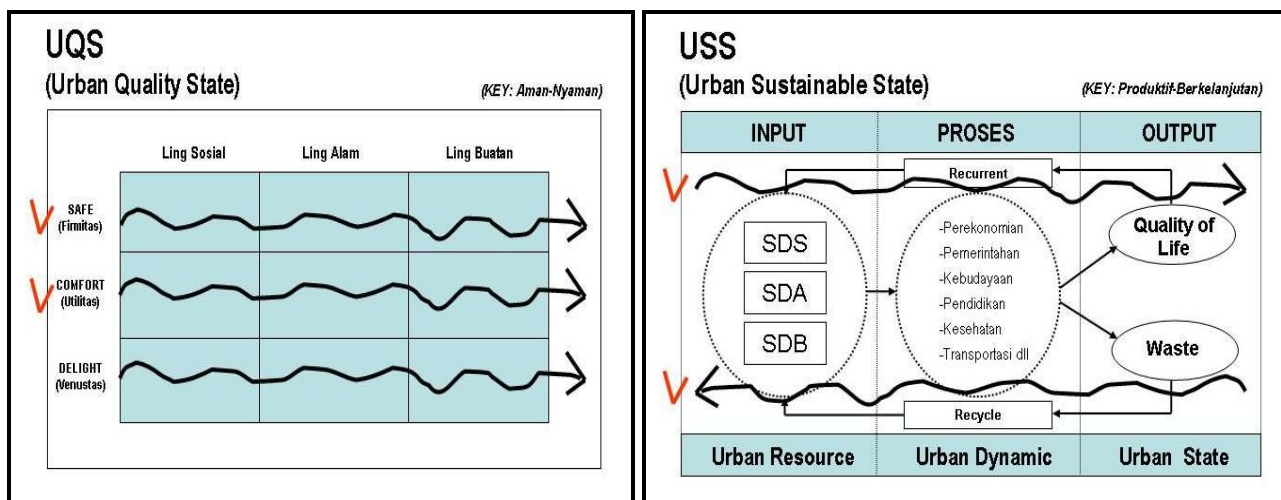 UQS
(Urban Quality State)
(KEY: Aman-Nyaman)
Ling Sosial
Ling Alam
Ling Buatan
SAFE
(Firmitas)
COMFORT
(Utilitas)
DELIGHT
(Venustas)
USS
(Urban Sustainable State)
(KEY: Produktif-Berkelanjutan)
INPUT
PROSES
OUTPUT
Recurrent
SDS
SDA
SDB
-Perekonomian
-Pemerintahan
-Kebudayaan
-Pendidikan
-Kesehatan
-Transportasi dll
Quality of
Life
Waste
Recycle
Urban Resource
Urban Dynamic
Urban State